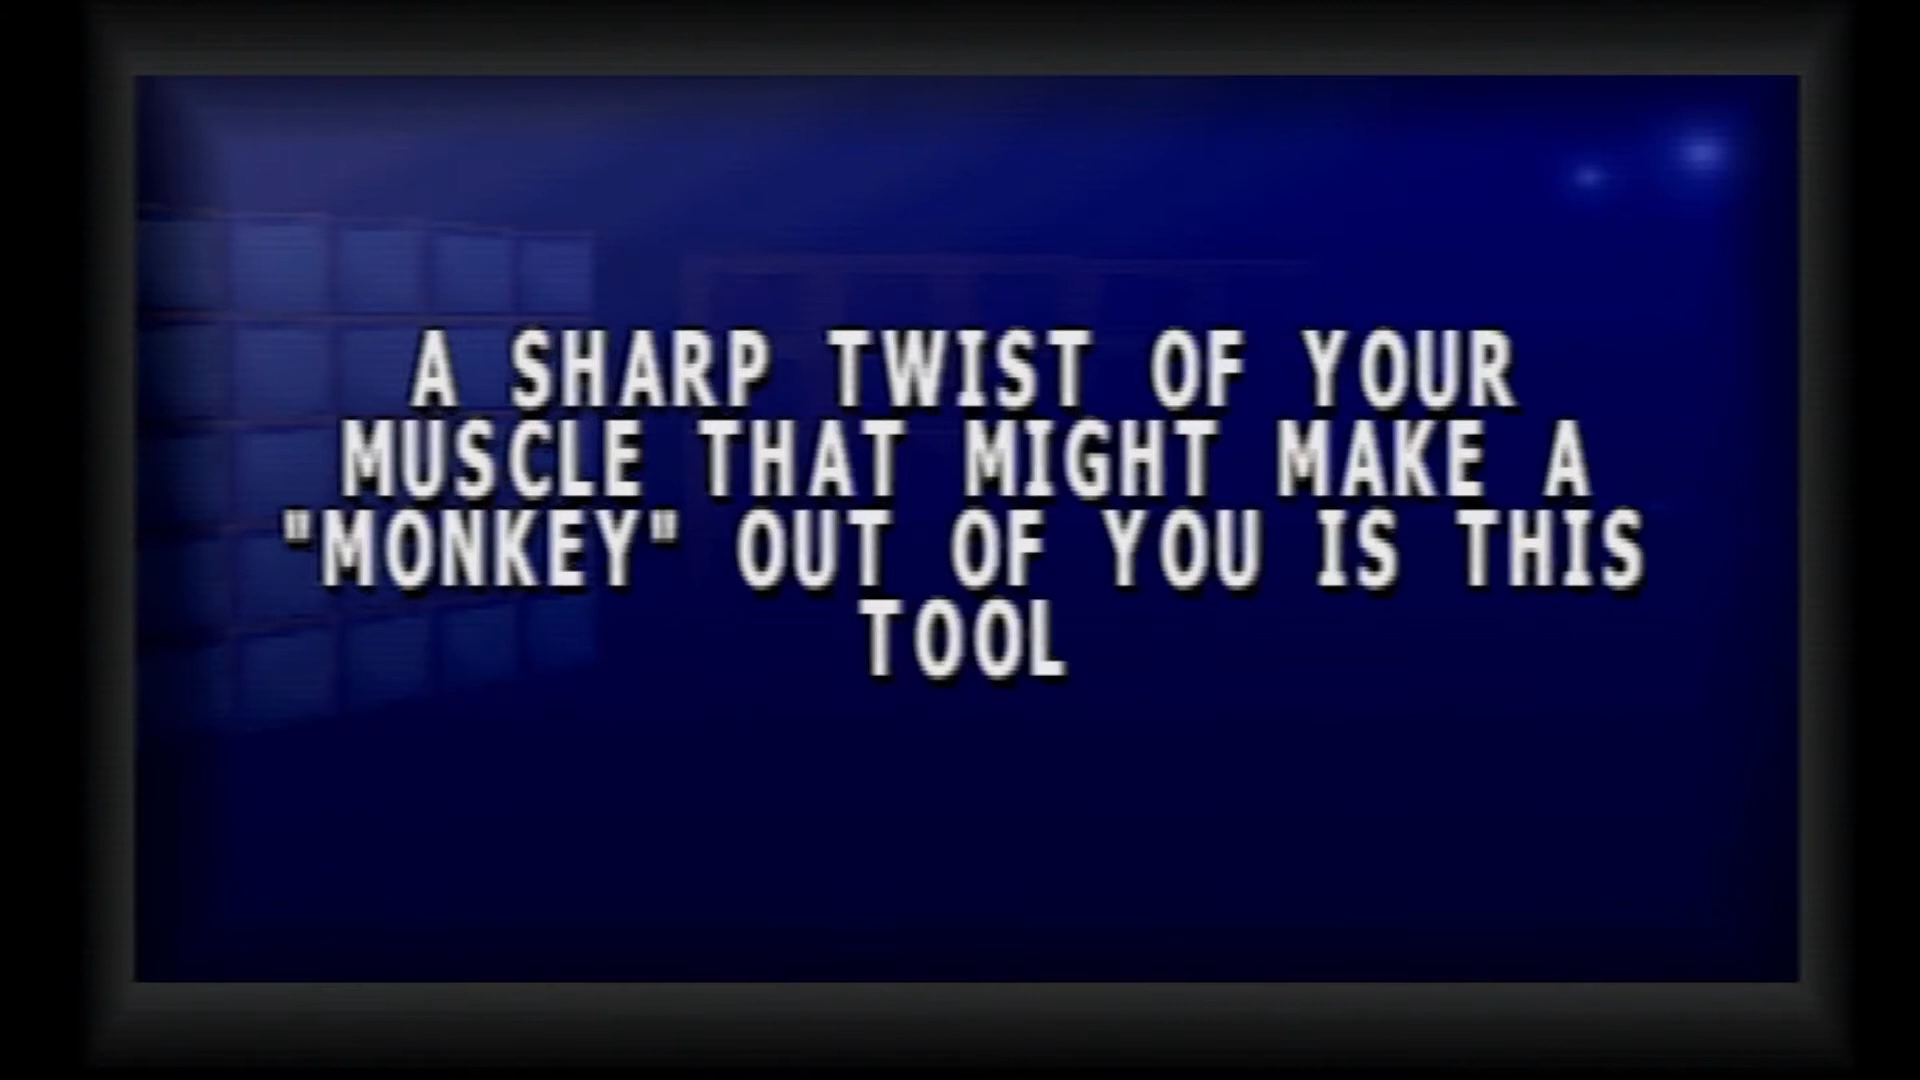 A SHARP TWIST OF YOUR
MUSCLE THAT MIGHT MAKE A
"MONKEY" OUT OF YOU IS THIS
TOOL